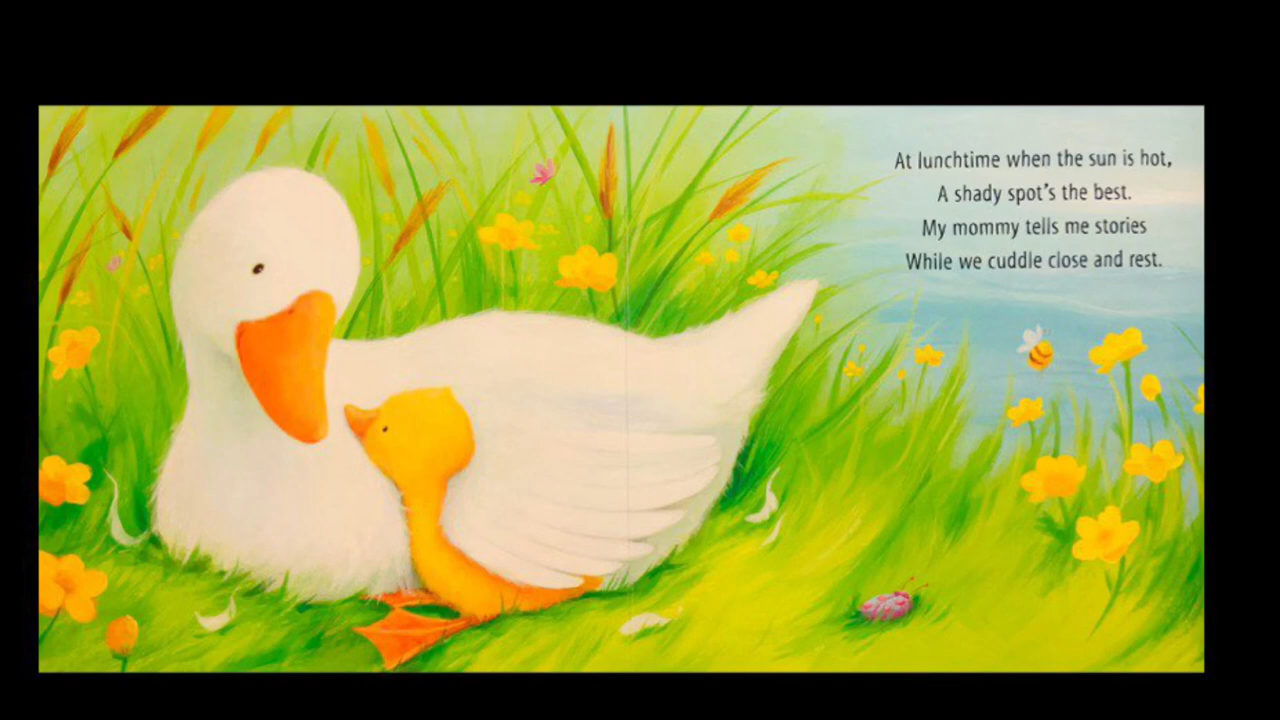 At lunchtime when the sun is hot,
A shady spot's the best.
My mommy tells me stories
While we cuddle close and rest.